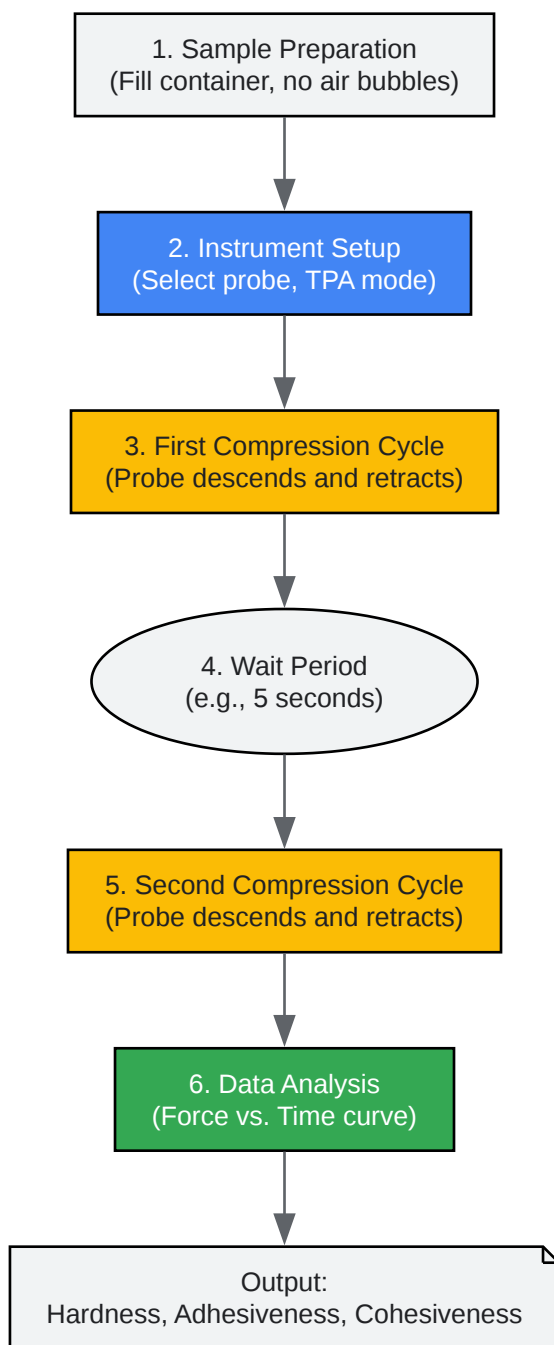 1. Sample Preparation
(Fill container, no air bubbles)
2. Instrument Setup
(Select probe, TPA mode)
3. First Compression Cycle
(Probe descends and retracts)
4. Wait Period
(e.g., 5 seconds)
5. Second Compression Cycle
(Probe descends and retracts)
6. Data Analysis
(Force vs. Time curve)
Output:
Hardness, Adhesiveness, Cohesiveness